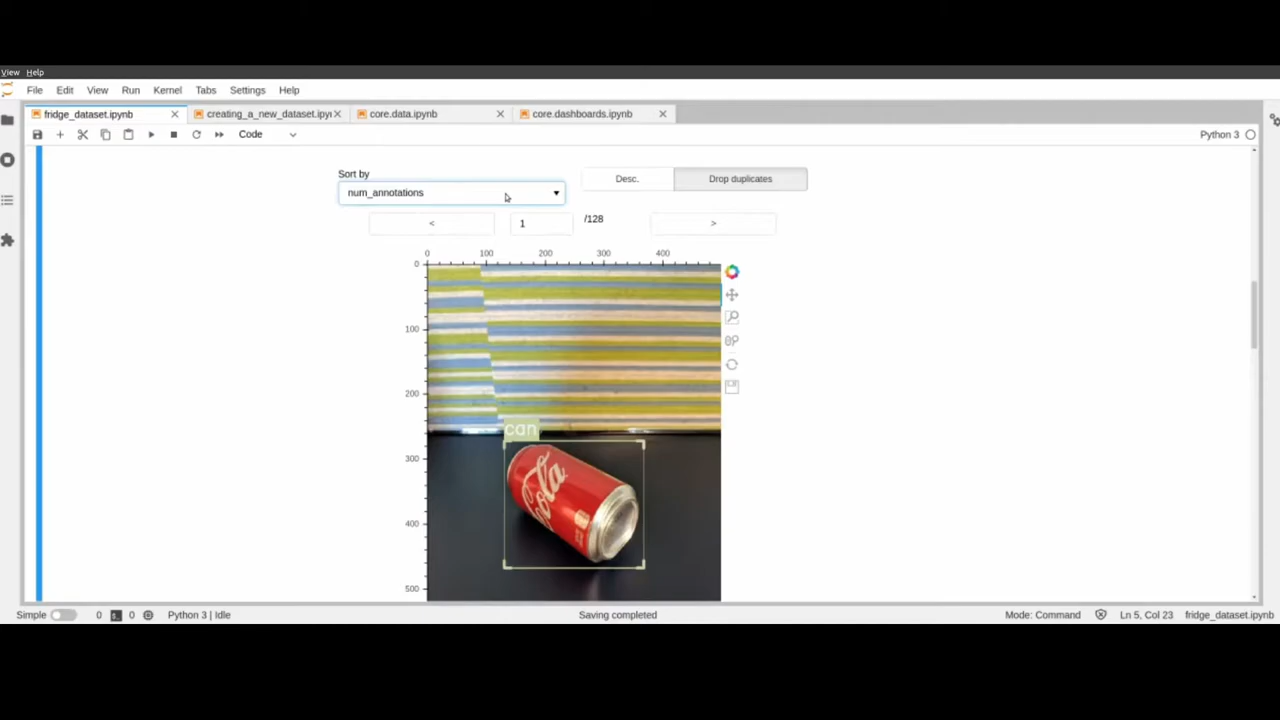 View Help
File Edit View Run Kernel Tabs Settings Help
fridge_dataset.ipynb creating_a_new_dataset.ipyn core.data.ipynb core.dashboards.ipynb
Code Python 3
Sort by
num_annotations Desc. Drop duplicates
< 1 /128 >
0 100 200 300 400
0
100
200
300
400
500
can
Cola
Simple 0 0 Python 3 | Idle Saving completed Mode: Command Ln 5, Col 23 fridge_dataset.ipynb